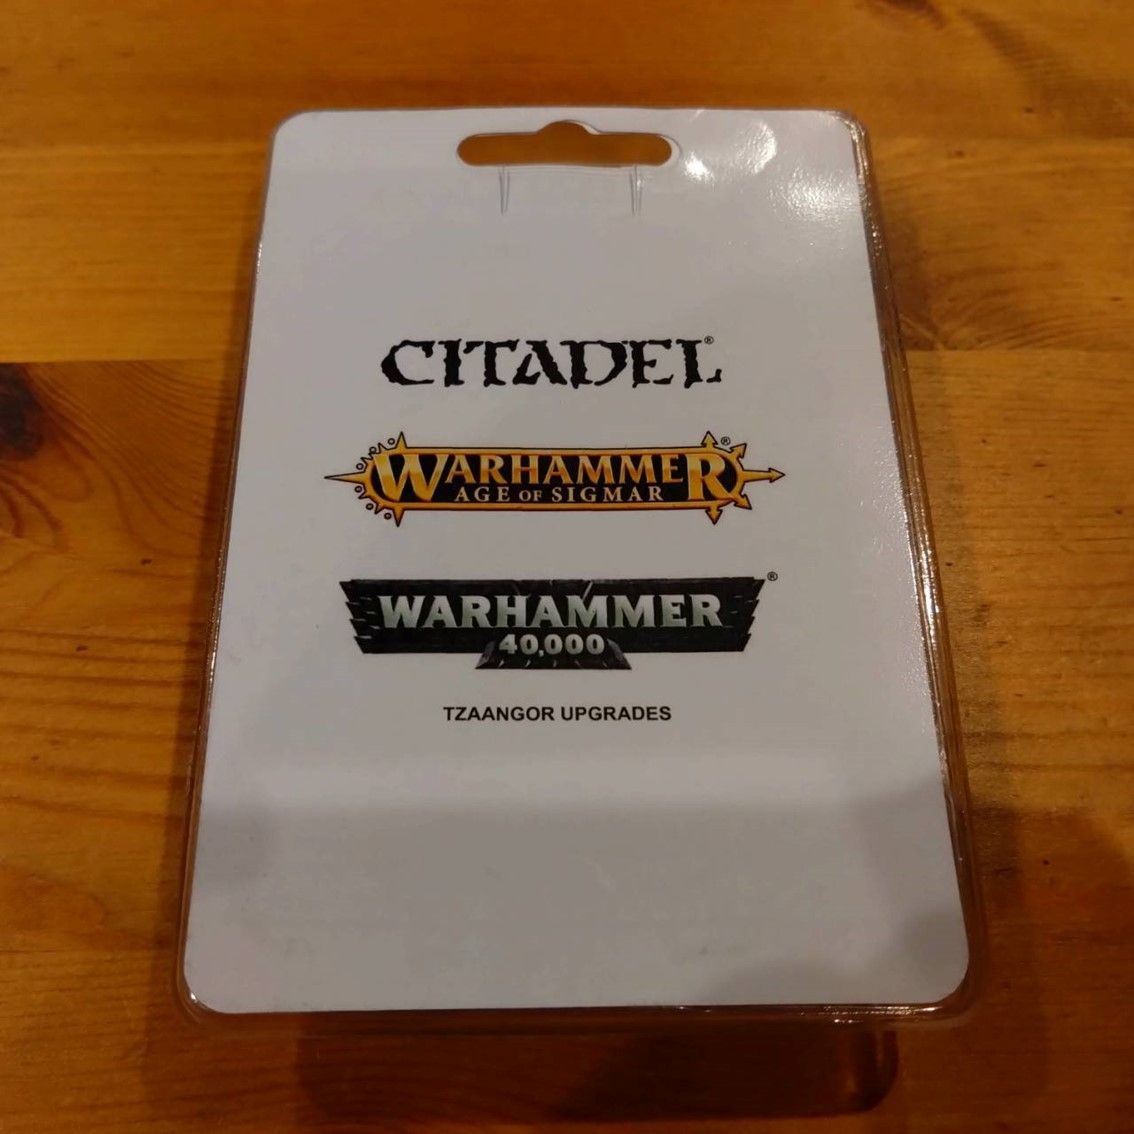 CITADEL®
WARHAMMER®
AGE OF SIGMAR
WARHAMMER®
40,000
TZAANGOR UPGRADES